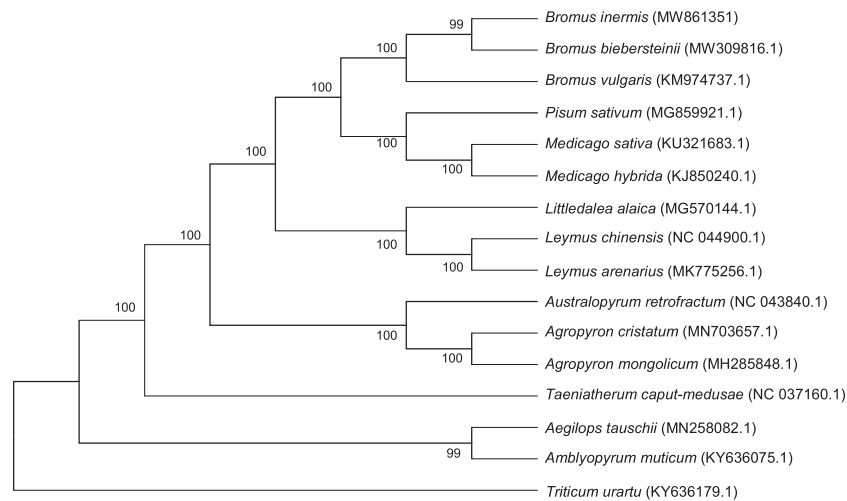 Bromus inermis (MW861351)
99
Bromus biebersteinii (MW309816.1)
100
Bromus vulgaris (KM974737.1)
100
Pisum sativum (MG859921.1)
100
Medicago sativa (KU321683.1)
100
Medicago hybrida (KJ850240.1)
100
Littledalea alaica (MG570144.1)
100
Leymus chinensis (NC 044900.1)
100
Leymus arenarius (MK775256.1)
100
Australopyrum retrofractum (NC 043840.1)
100
Agropyron cristatum (MN703657.1)
100
Agropyron mongolicum (MH285848.1)
100
Taeniatherum caput-medusae (NC 037160.1)
Aegilops tauschii (MN258082.1)
99
Amblyopyrum muticum (KY636075.1)
Triticum urartu (KY636179.1)